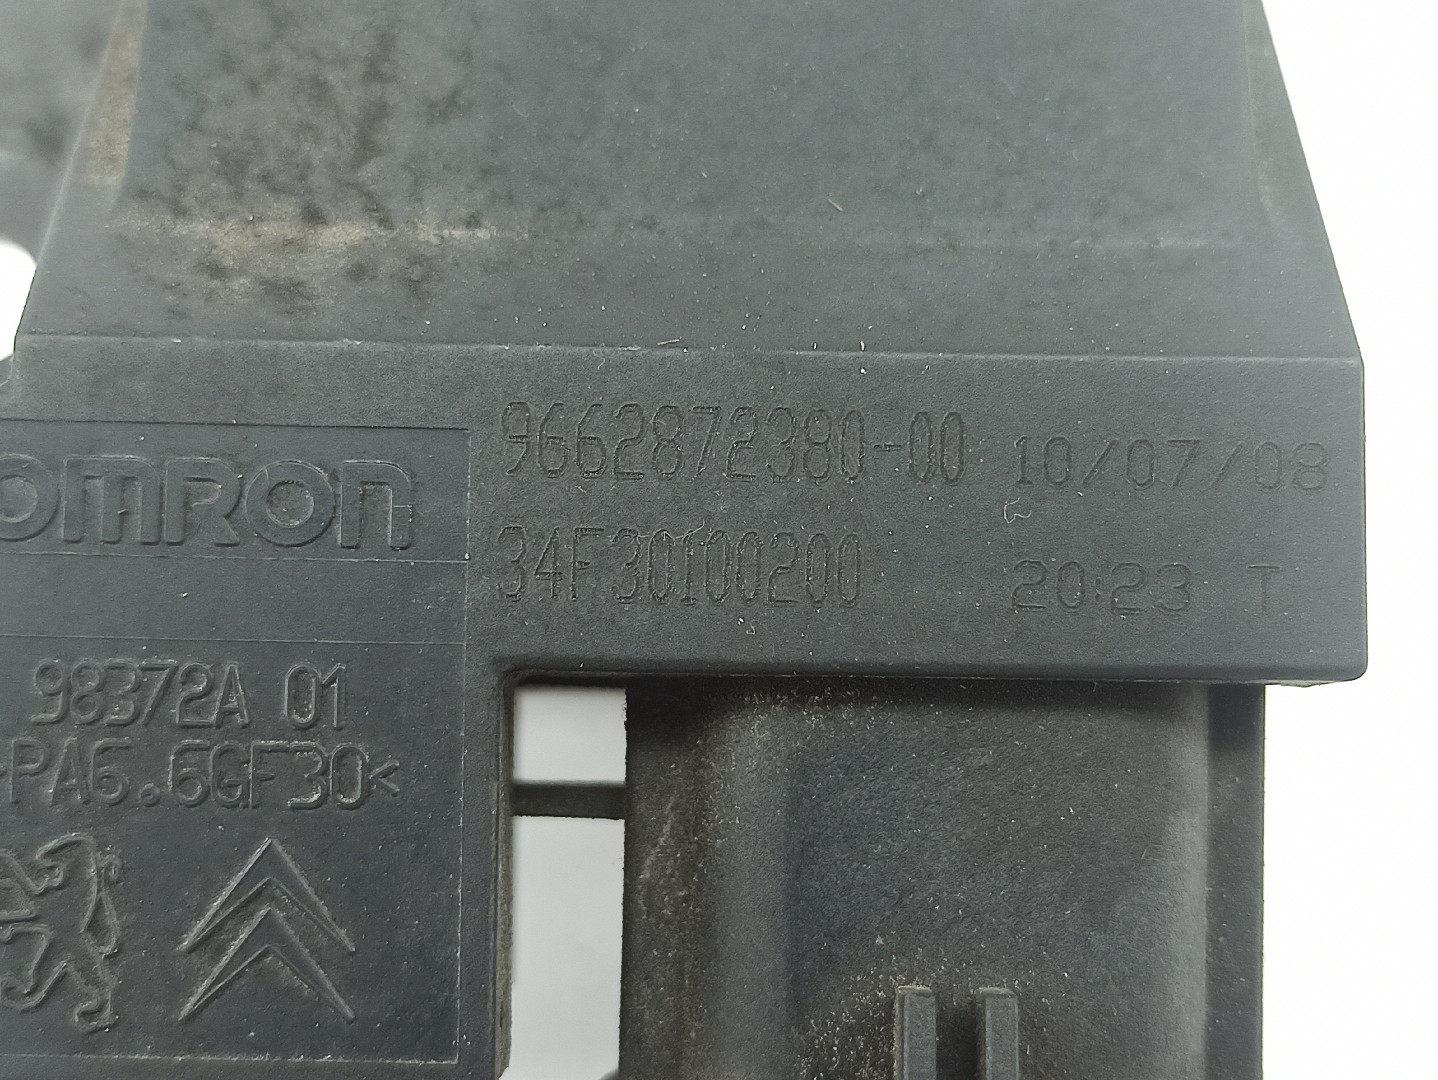 9662872380-00 10/07/08
34F30100200 20:23 T
OMRON
98372A 01
>PA6.6GF30<